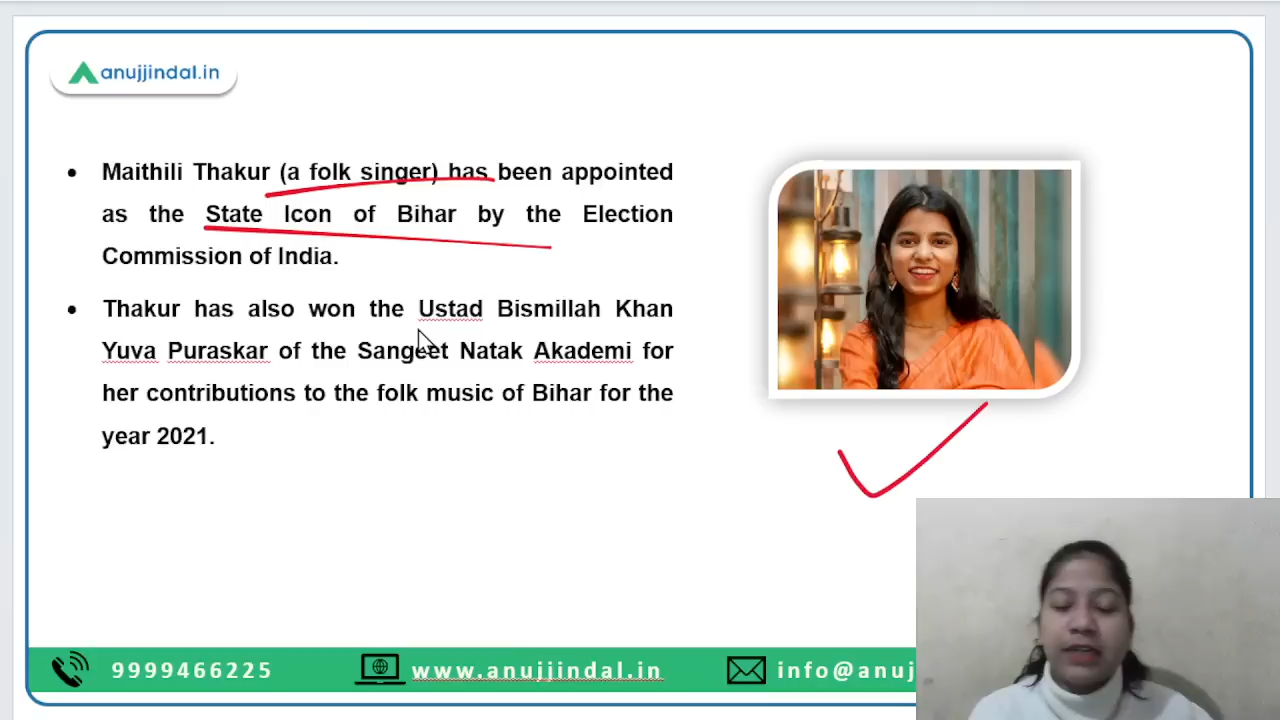 anujjindal.in
Maithili Thakur (a folk singer) has been appointed
as the State Icon of Bihar by the Election
Commission of India.
Thakur has also won the Ustad Bismillah Khan
Yuva Puraskar of the Sangeet Natak Akademi for
her contributions to the folk music of Bihar for the
year 2021.
9999466225
www.anujjindal.in
info@anuj